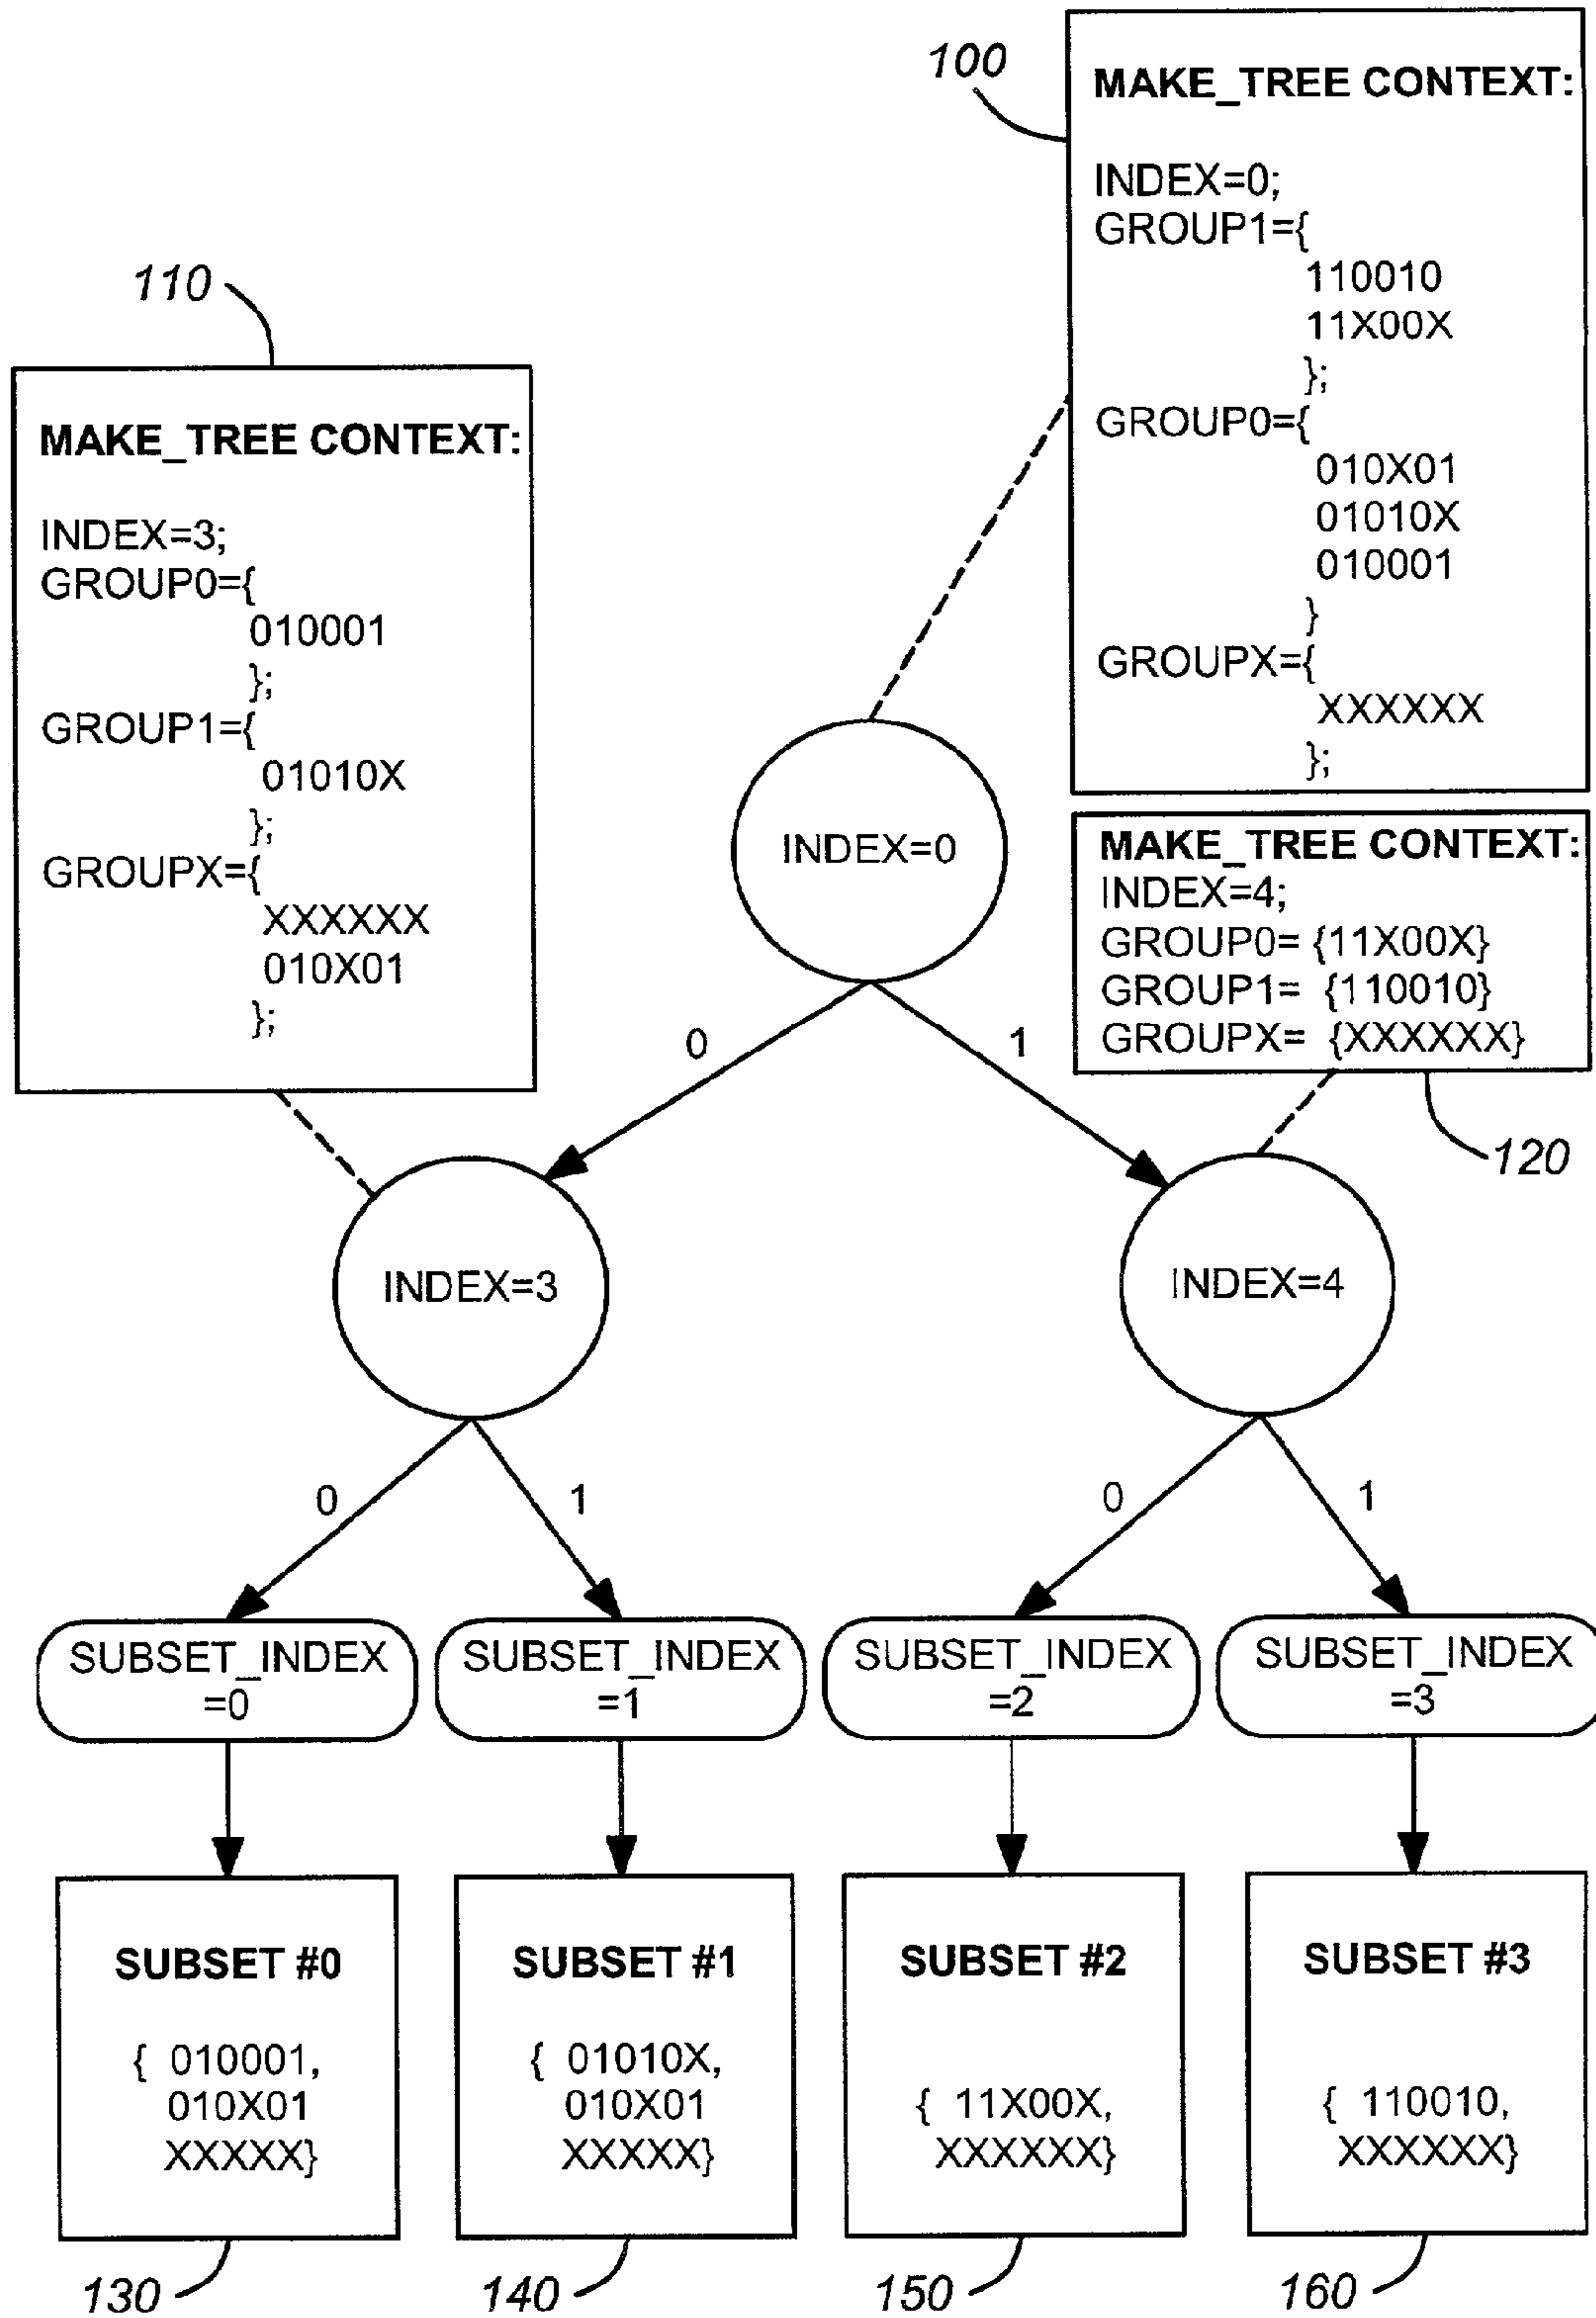 100
MAKE_TREE CONTEXT:
INDEX=0;
GROUP1={
110010
11X00X
};
GROUP0={
010X01
01010X
010001
}
GROUPX={
XXXXXX
};
110
MAKE_TREE CONTEXT:
INDEX=3;
GROUP0={
010001
};
GROUP1={
01010X
};
GROUPX={
XXXXXX
010X01
};
INDEX=0
MAKE_TREE CONTEXT:
INDEX=4;
GROUP0= {11X00X}
GROUP1= {110010}
GROUPX= {XXXXXX}
120
0
1
INDEX=3
INDEX=4
0
1
0
1
SUBSET_INDEX
=0
SUBSET_INDEX
=1
SUBSET_INDEX
=2
SUBSET_INDEX
=3
SUBSET #0
{ 010001,
010X01
XXXXX}
SUBSET #1
{ 01010X,
010X01
XXXXX}
SUBSET #2
{ 11X00X,
XXXXXX}
SUBSET #3
{ 110010,
XXXXXX}
130
140
150
160